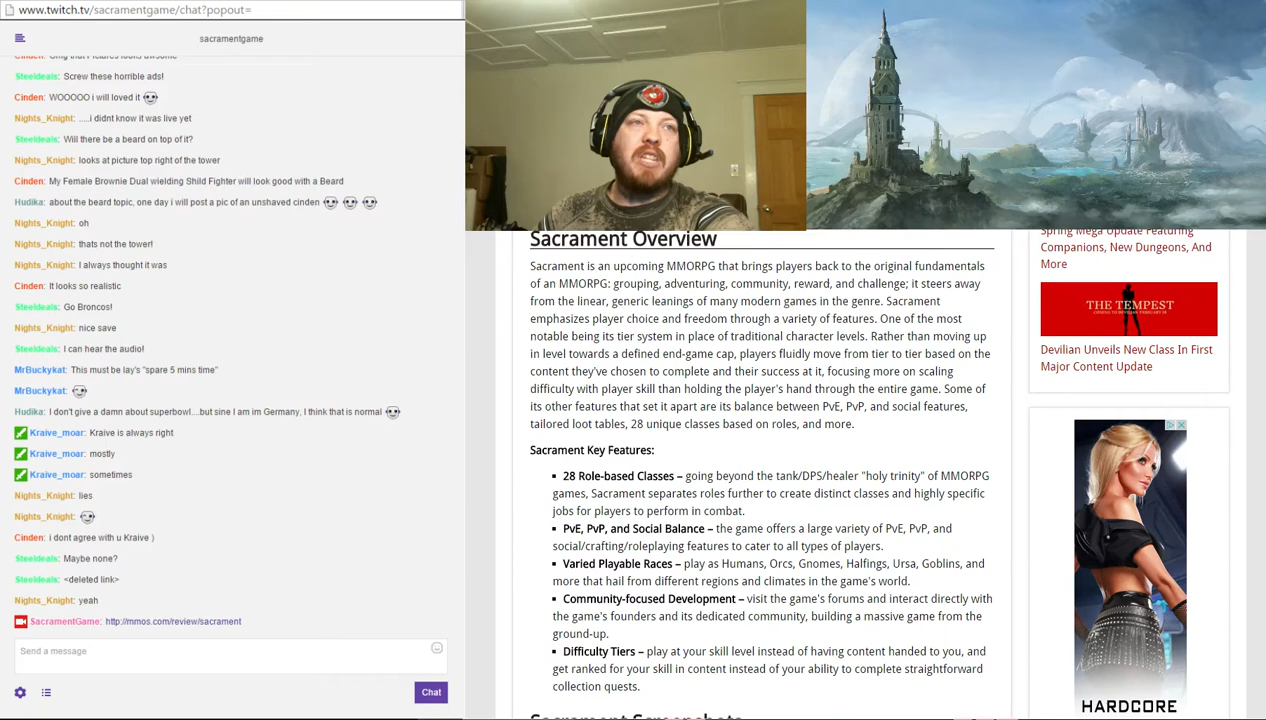 www.twitch.tv/sacramentgame/chat?popout=
sacramentgame
Cinden: Omg that Pictures looks awsome
Steeldeals: Screw these horrible ads!
Cinden: WOOOOO i will loved it
Nights_Knight: .....i didnt know it was live yet
Steeldeals: Will there be a beard on top of it?
Nights_Knight: looks at picture top right of the tower
Cinden: My Female Brownie Dual wielding Shild Fighter will look good with a Beard
Hudika: about the beard topic, one day i will post a pic of an unshaved cinden
Nights_Knight: oh
Nights_Knight: thats not the tower!
Nights_Knight: I always thought it was
Cinden: It looks so realistic
Steeldeals: Go Broncos!
Nights_Knight: nice save
Steeldeals: I can hear the audio!
MrBuckykat: This must be lay's "spare 5 mins time"
MrBuckykat:
Hudika: I don't give a damn about superbowl....but sine I am im Germany, I think that is normal
Kraive_moar: Kraive is always right
Kraive_moar: mostly
Kraive_moar: sometimes
Nights_Knight: lies
Nights_Knight:
Cinden: i dont agree with u Kraive )
Steeldeals: Maybe none?
Steeldeals: <deleted link>
Nights_Knight: yeah
SacramentGame: http://mmos.com/review/sacrament
Send a message
Chat
Sacrament Overview
Sacrament is an upcoming MMORPG that brings players back to the original fundamentals
of an MMORPG: grouping, adventuring, community, reward, and challenge; it steers away
from the linear, generic leanings of many modern games in the genre. Sacrament
emphasizes player choice and freedom through a variety of features. One of the most
notable being its tier system in place of traditional character levels. Rather than moving up
in level towards a defined end-game cap, players fluidly move from tier to tier based on the
content they've chosen to complete and their success at it, focusing more on scaling
difficulty with player skill than holding the player's hand through the entire game. Some of
its other features that set it apart are its balance between PvE, PvP, and social features,
tailored loot tables, 28 unique classes based on roles, and more.
Sacrament Key Features:
28 Role-based Classes – going beyond the tank/DPS/healer "holy trinity" of MMORPG
games, Sacrament separates roles further to create distinct classes and highly specific
jobs for players to perform in combat.
PvE, PvP, and Social Balance – the game offers a large variety of PvE, PvP, and
social/crafting/roleplaying features to cater to all types of players.
Varied Playable Races – play as Humans, Orcs, Gnomes, Halfings, Ursa, Goblins, and
more that hail from different regions and climates in the game's world.
Community-focused Development – visit the game's forums and interact directly with
the game's founders and its dedicated community, building a massive game from the
ground-up.
Difficulty Tiers – play at your skill level instead of having content handed to you, and
get ranked for your skill in content instead of your ability to complete straightforward
collection quests.
Sacrament Screenshots
Spring Mega Update Featuring
Companions, New Dungeons, And
More
THE TEMPEST
COMING TO DEVILIAN FEBRUARY
Devilian Unveils New Class In First
Major Content Update
HARDCORE